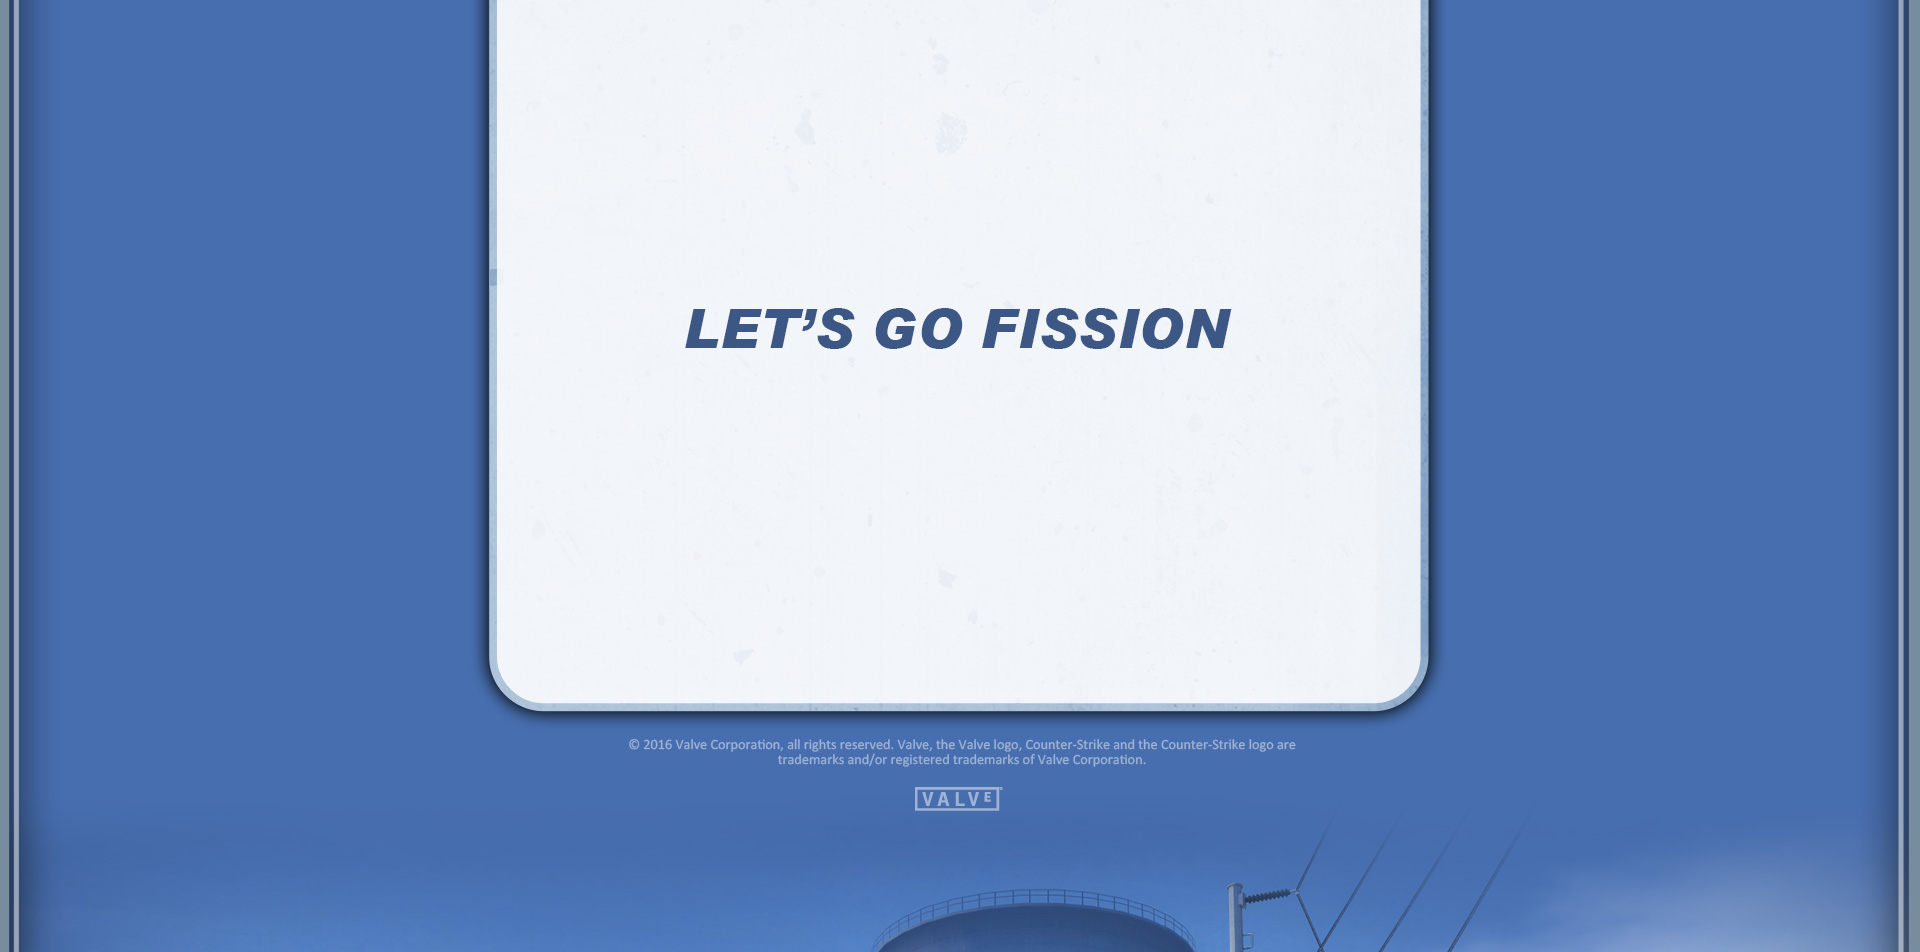 LET’S GO FISSION
© 2016 Valve Corporation, all rights reserved. Valve, the Valve logo, Counter-Strike and the Counter-Strike logo are
trademarks and/or registered trademarks of Valve Corporation.
VALVE